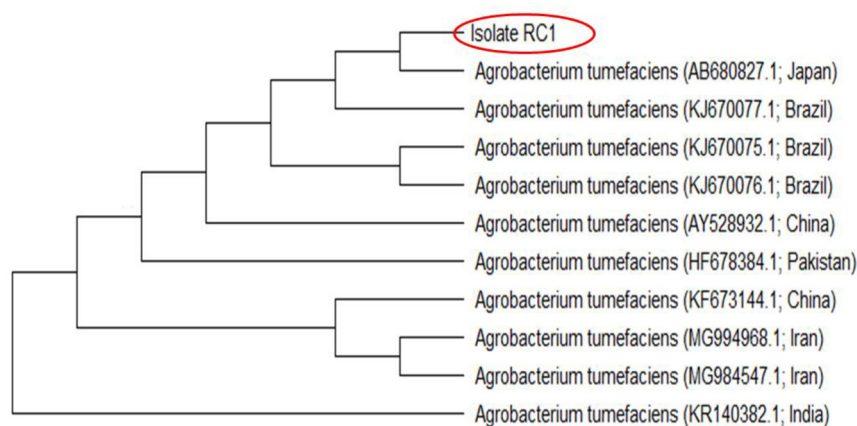 Isolate RC1
Agrobacterium tumefaciens (AB680827.1; Japan)
Agrobacterium tumefaciens (KJ670077.1; Brazil)
Agrobacterium tumefaciens (KJ670075.1; Brazil)
Agrobacterium tumefaciens (KJ670076.1; Brazil)
Agrobacterium tumefaciens (AY528932.1; China)
Agrobacterium tumefaciens (HF678384.1; Pakistan)
Agrobacterium tumefaciens (KF673144.1; China)
Agrobacterium tumefaciens (MG994968.1; Iran)
Agrobacterium tumefaciens (MG984547.1; Iran)
Agrobacterium tumefaciens (KR140382.1; India)